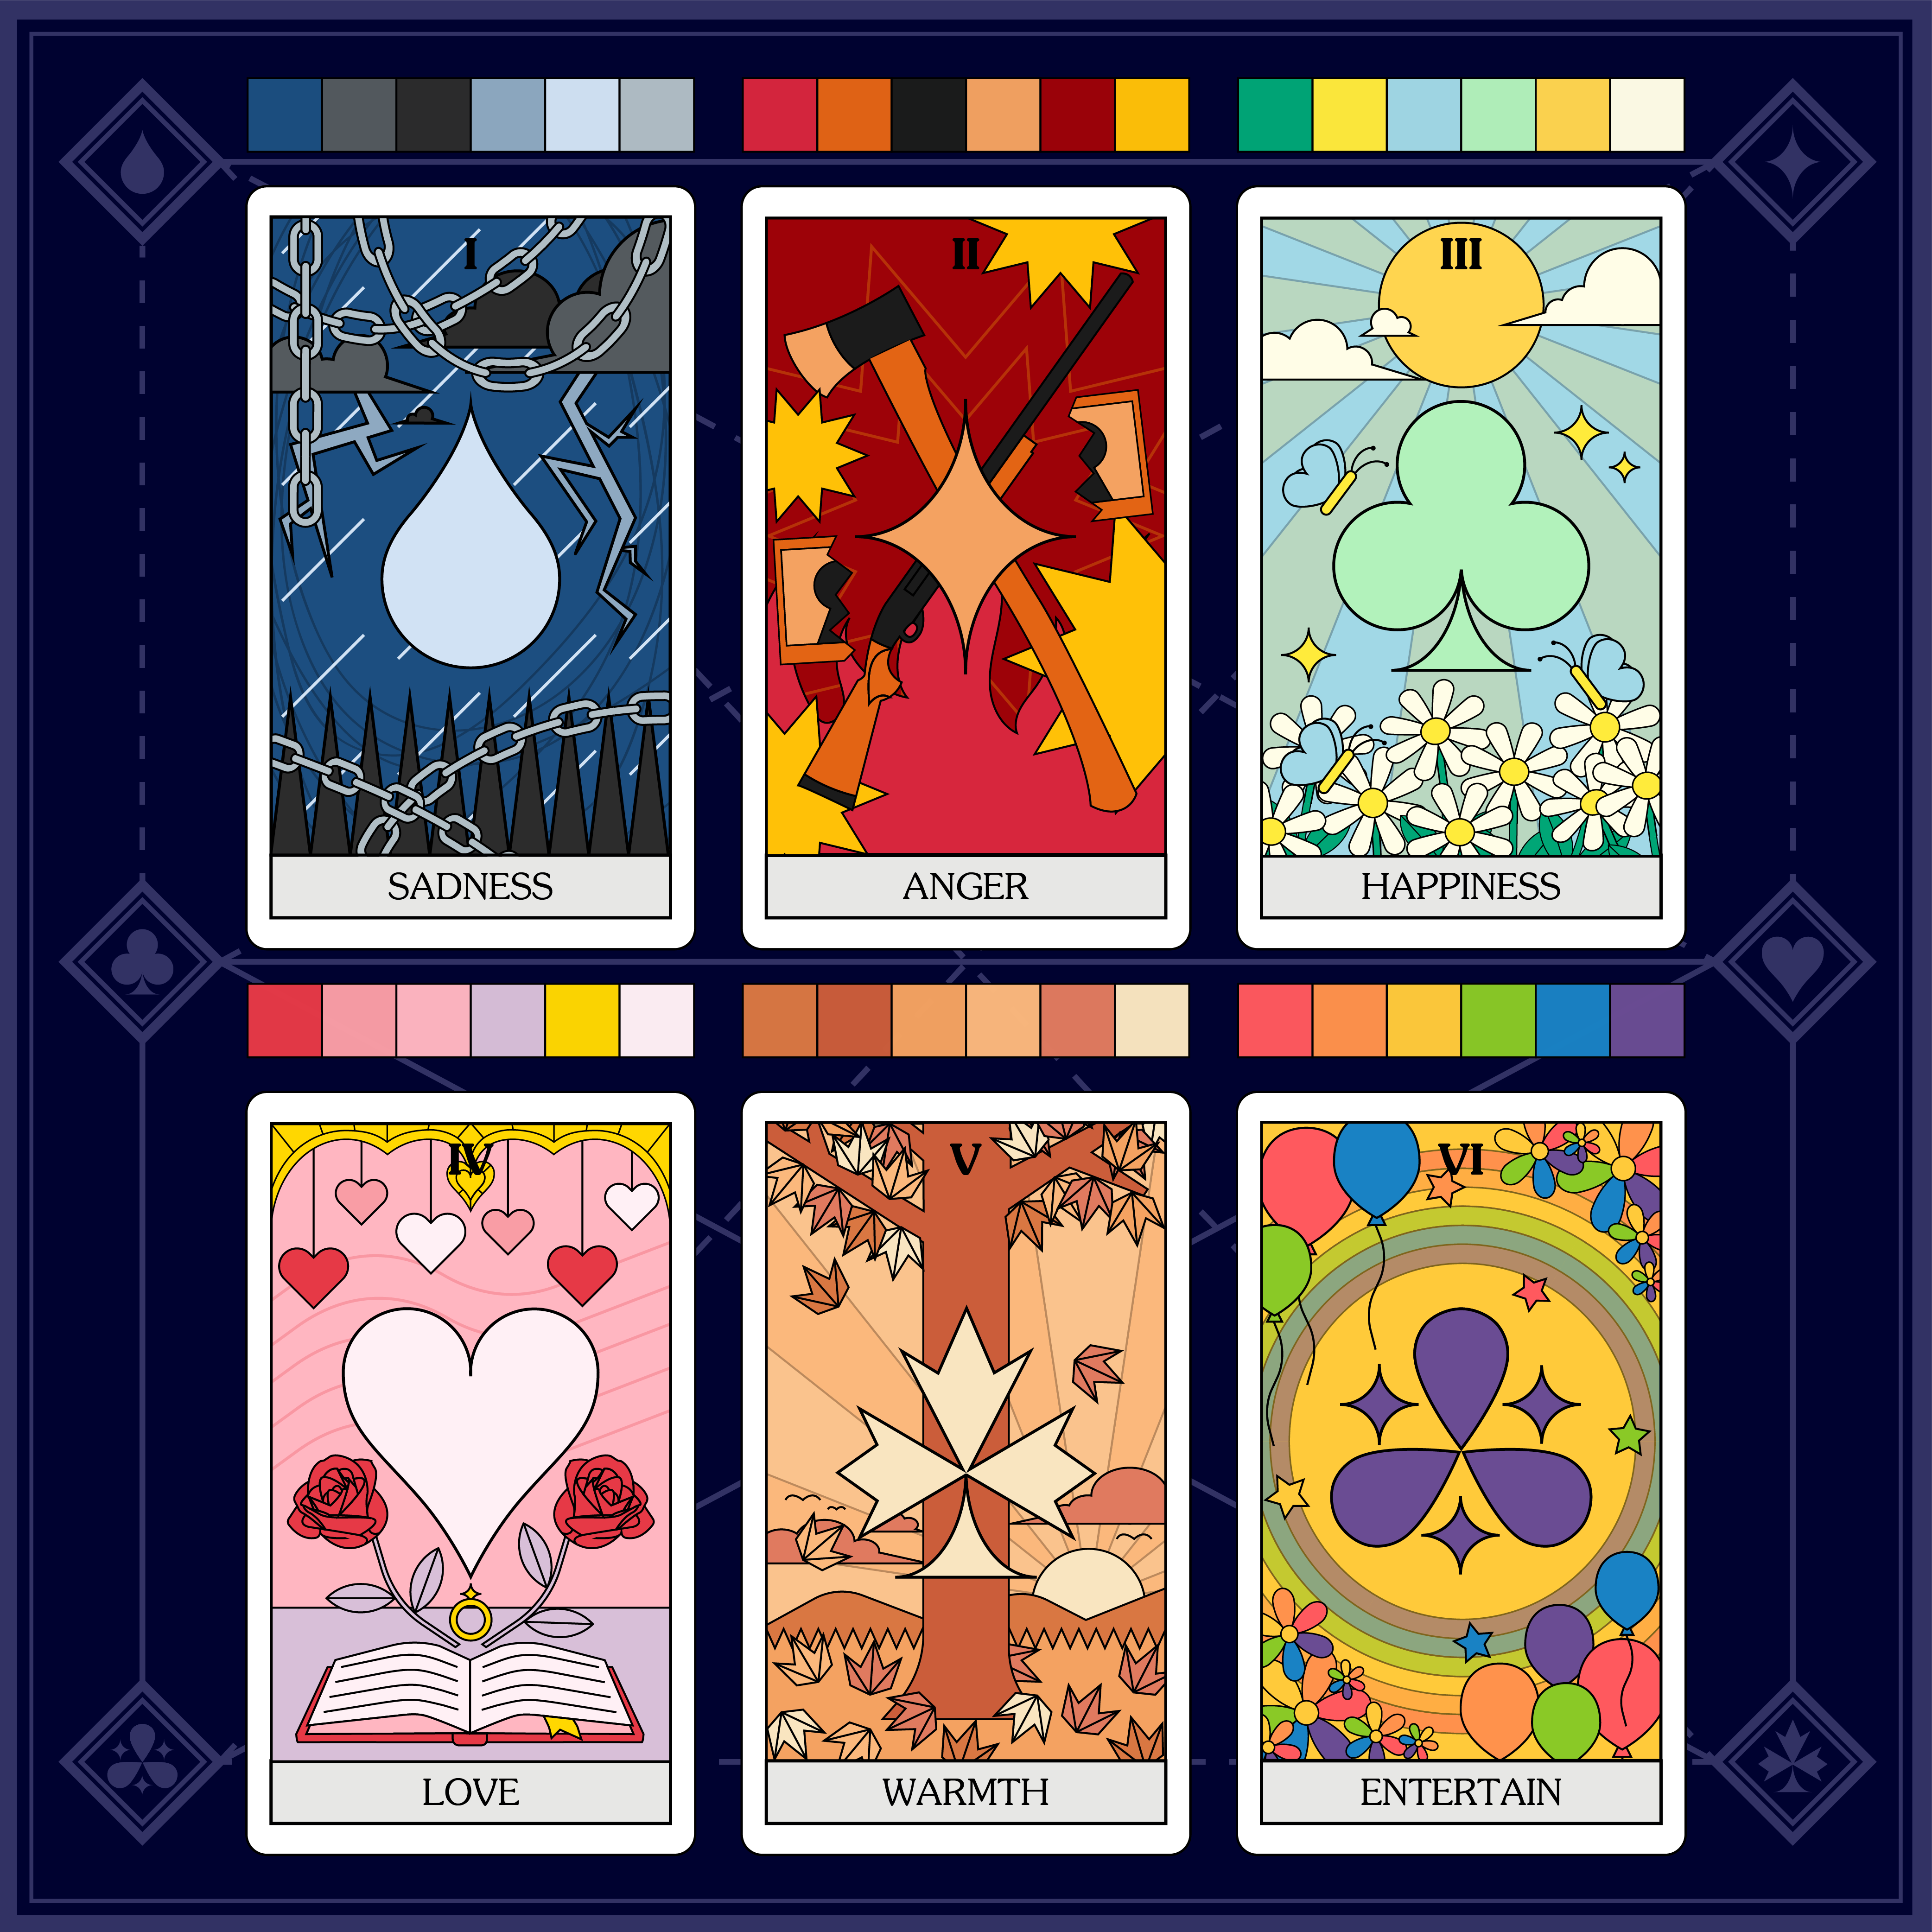 I
II
III
SADNESS
ANGER
HAPPINESS
IV
V
VI
LOVE
WARMTH
ENTERTAIN